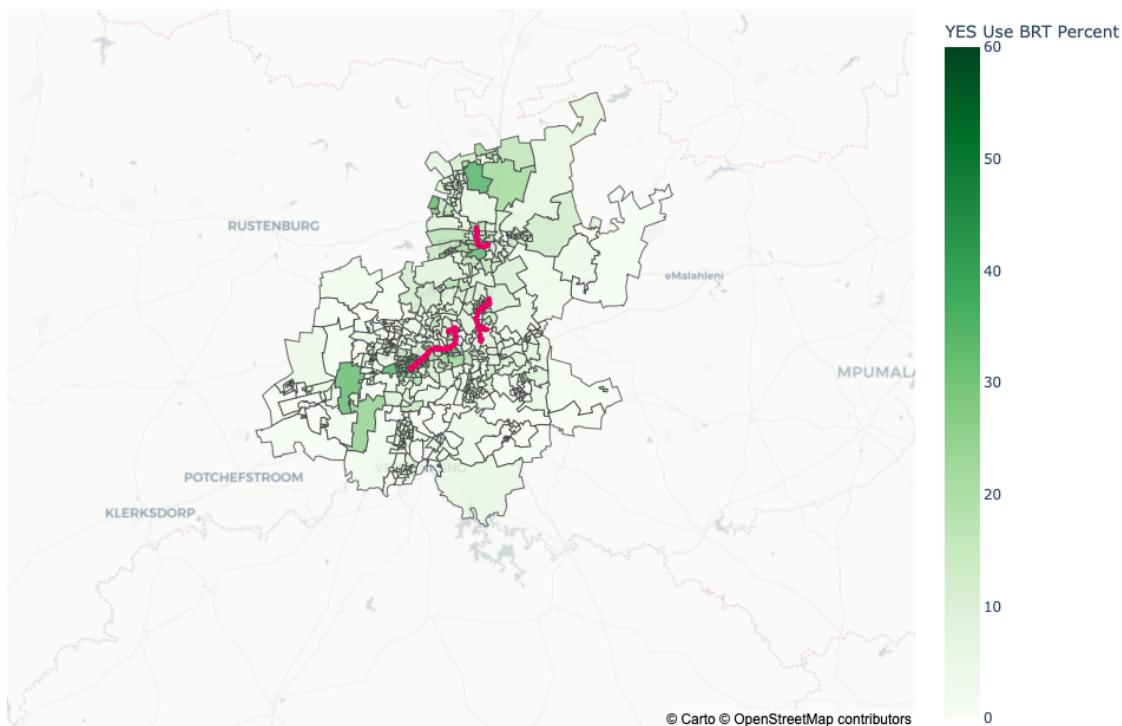 YES Use BRT Percent
60
50
40
30
20
10
0
RUSTENBURG
eMalahleni
MPUMALA
POTCHEFSTROOM
KLERKSDORP
© Carto © OpenStreetMap contributors